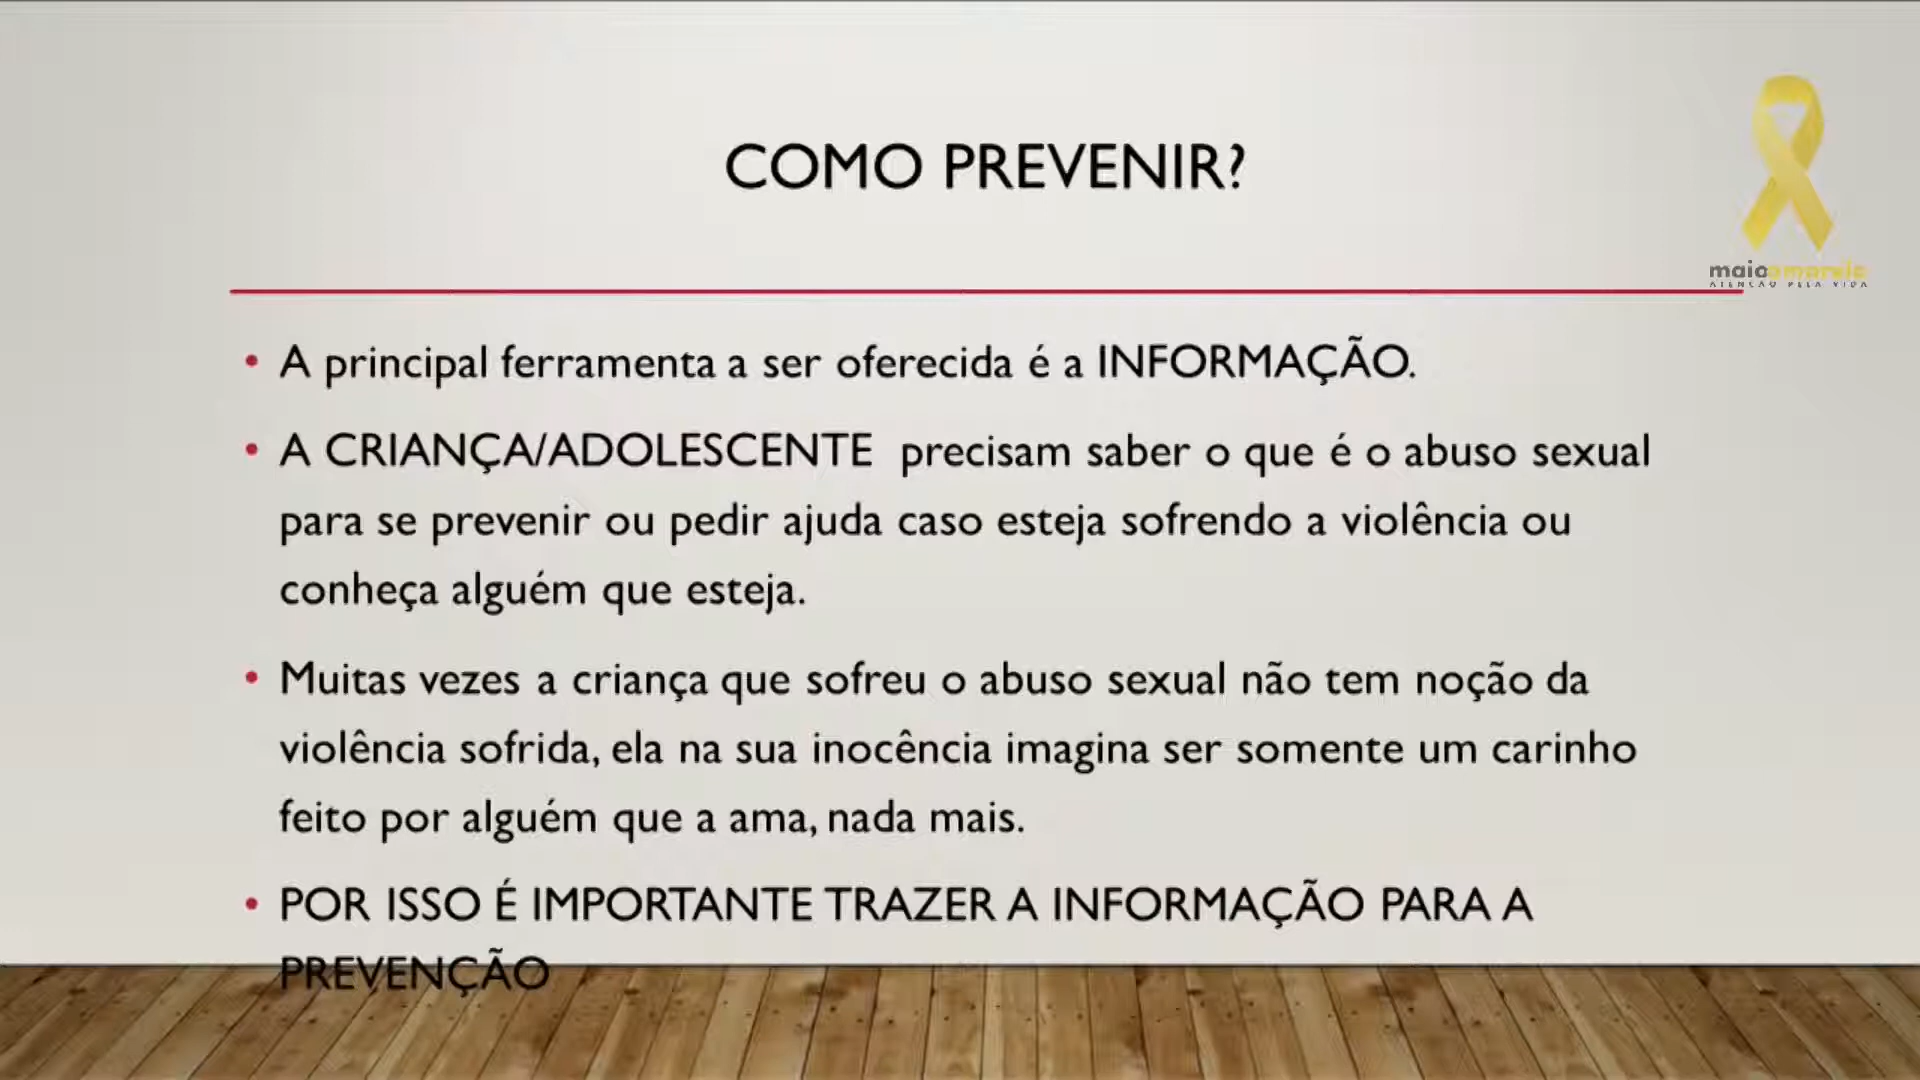 COMO PREVENIR?
maioamarelo
ATENÇÃO PELA VIDA
• A principal ferramenta a ser oferecida é a INFORMAÇÃO.
• A CRIANÇA/ADOLESCENTE precisam saber o que é o abuso sexual
para se prevenir ou pedir ajuda caso esteja sofrendo a violência ou
conheça alguém que esteja.
• Muitas vezes a criança que sofreu o abuso sexual não tem noção da
violência sofrida, ela na sua inocência imagina ser somente um carinho
feito por alguém que a ama, nada mais.
• POR ISSO É IMPORTANTE TRAZER A INFORMAÇÃO PARA A
PREVENÇÃO